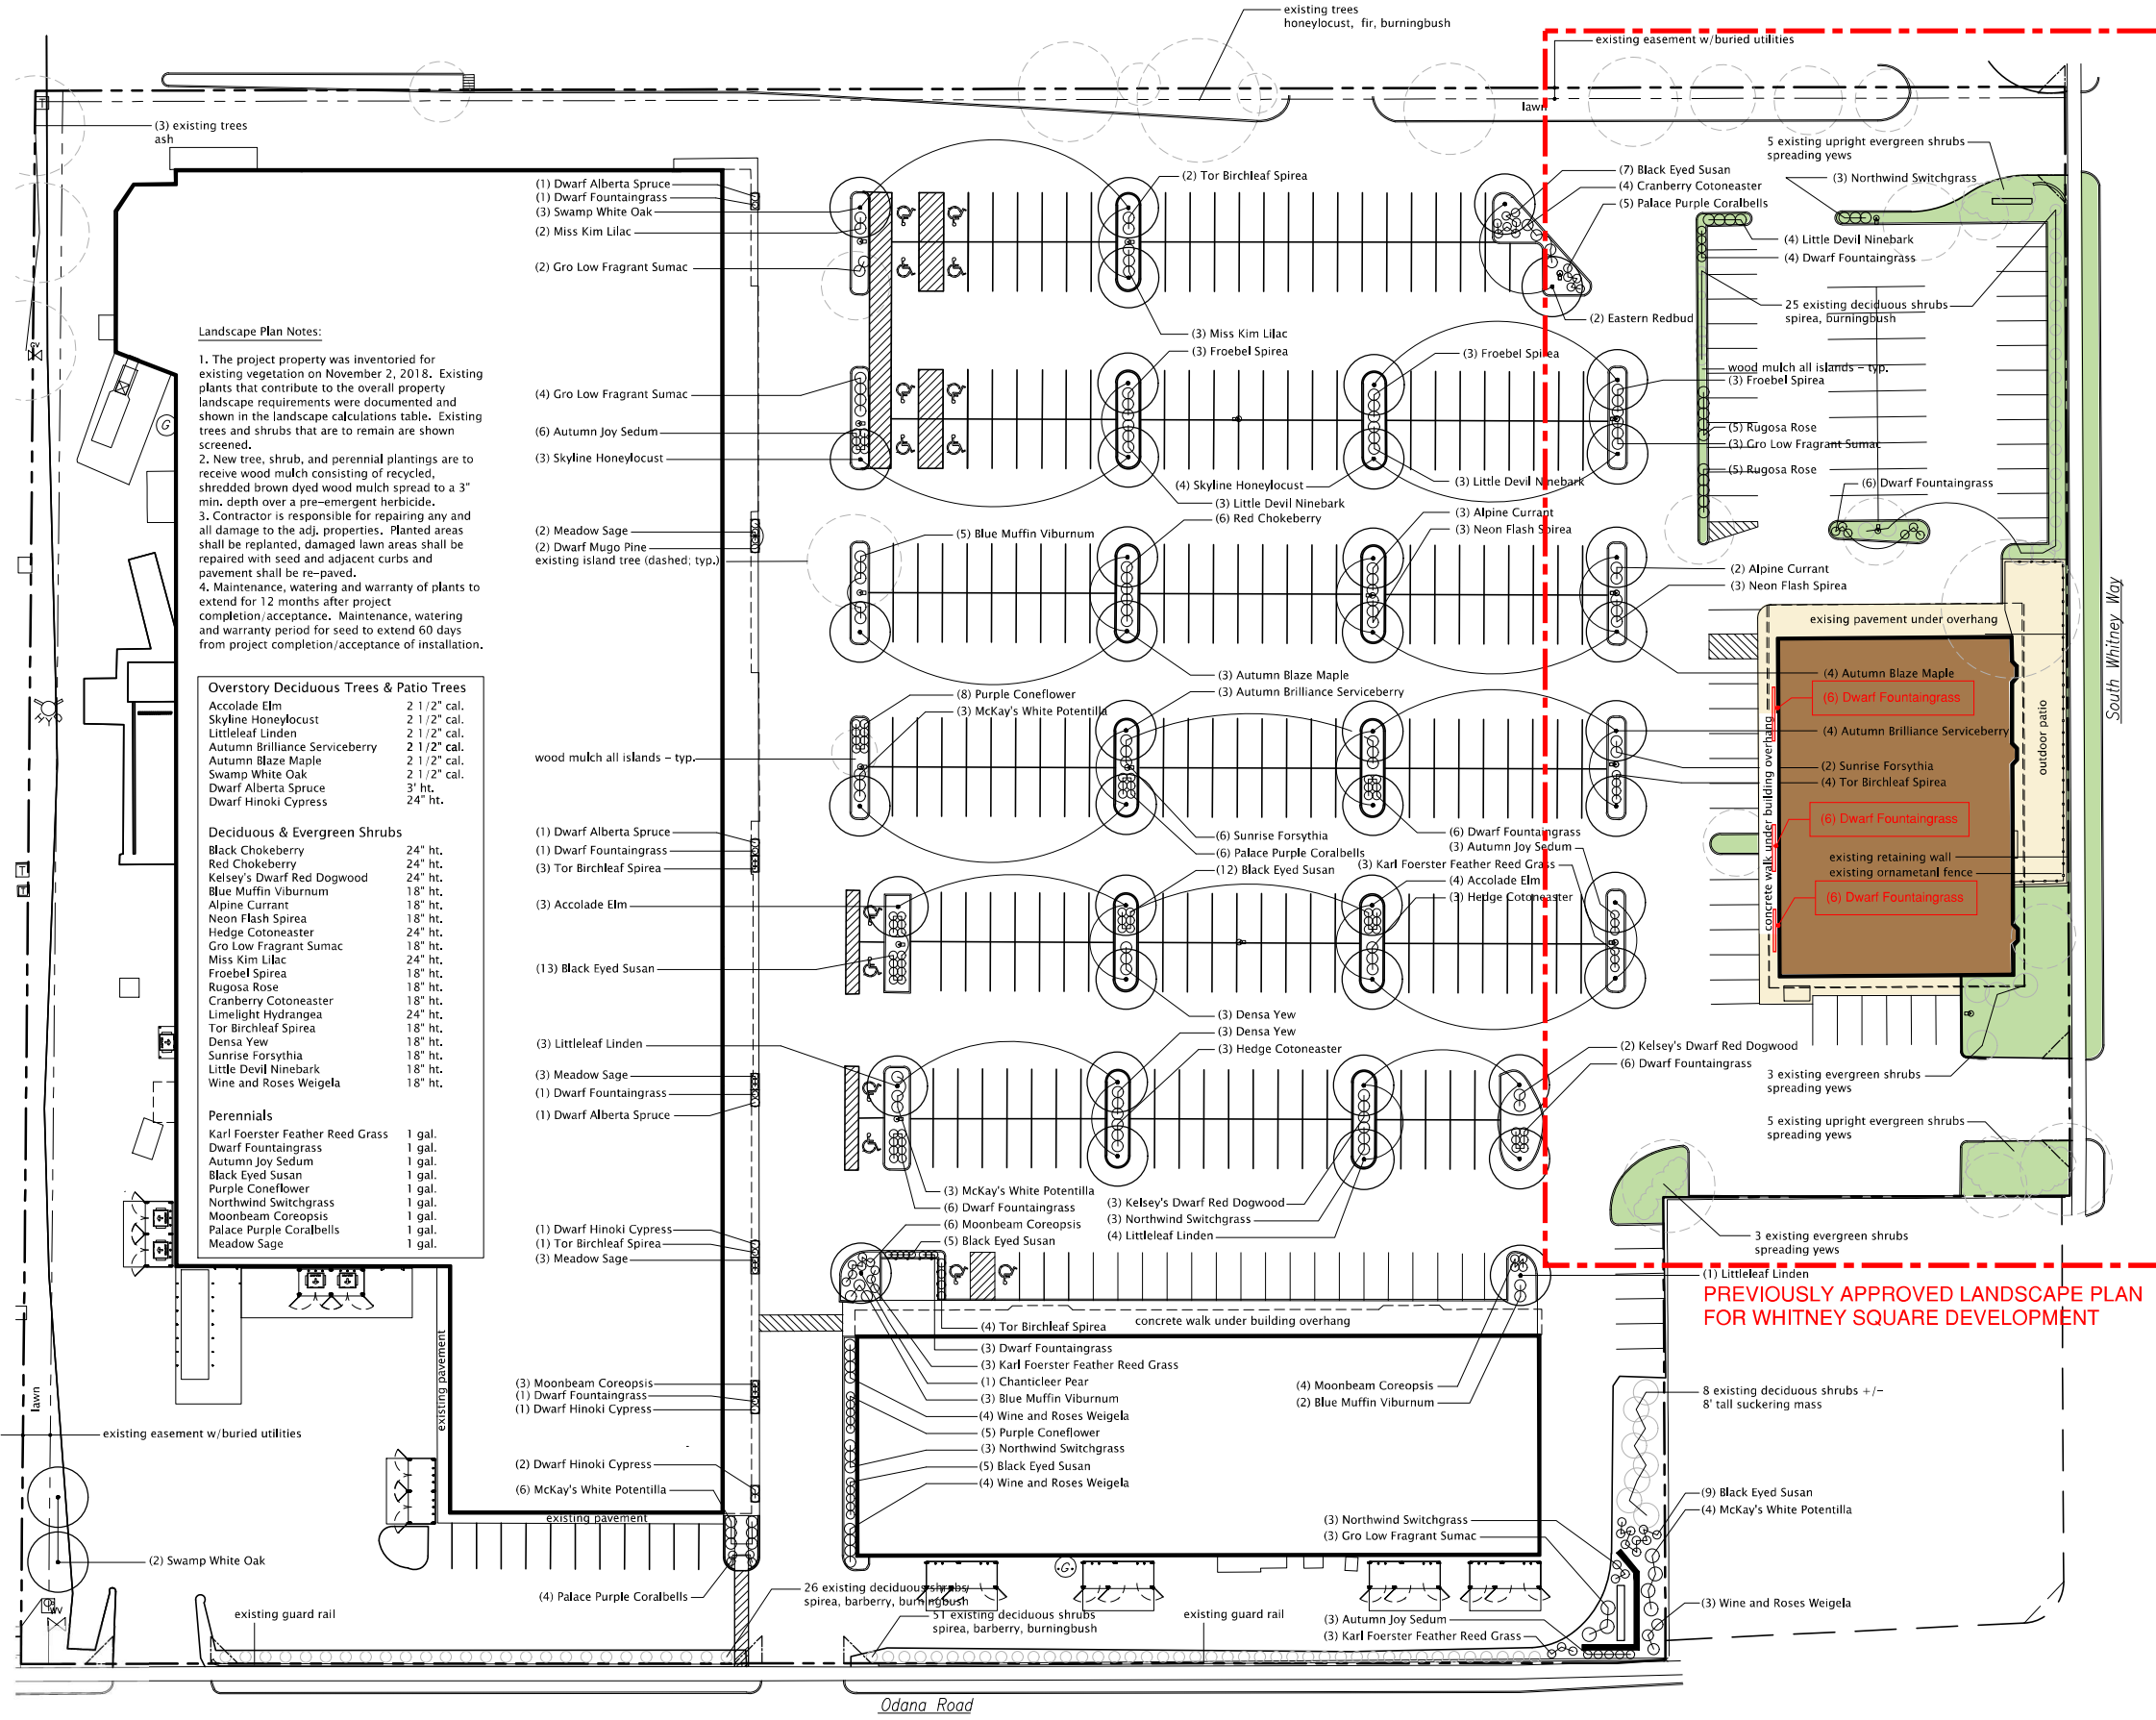 existing trees
honeylocust, fir, burningbush
existing easement w/buried utilities
lawn
(3) existing trees
ash
5 existing upright evergreen shrubs
spreading yews
(3) Northwind Switchgrass
(1) Dwarf Alberta Spruce
(1) Dwarf Fountaingrass
(3) Swamp White Oak
(2) Miss Kim Lilac
(2) Gro Low Fragrant Sumac
(2) Tor Birchleaf Spirea
(7) Black Eyed Susan
(4) Cranberry Cotoneaster
(5) Palace Purple Coralbells
(4) Little Devil Ninebark
(4) Dwarf Fountaingrass
25 existing deciduous shrubs
spirea, burningbush
(2) Eastern Redbud
(3) Miss Kim Lilac
(3) Froebel Spirea
(3) Froebel Spirea
wood mulch all islands – typ.
(3) Froebel Spirea
Landscape Plan Notes:
1. The project property was inventoried for
existing vegetation on November 2, 2018. Existing
plants that contribute to the overall property
landscape requirements were documented and
shown in the landscape calculations table. Existing
trees and shrubs that are to remain are shown
screened.
2. New tree, shrub, and perennial plantings are to
receive wood mulch consisting of recycled,
shredded brown dyed wood mulch spread to a 3"
min. depth over a pre-emergent herbicide.
3. Contractor is responsible for repairing any and
all damage to the adj. properties. Planted areas
shall be replanted, damaged lawn areas shall be
repaired with seed and adjacent curbs and
pavement shall be re-paved.
4. Maintenance, watering and warranty of plants to
extend for 12 months after project
completion/acceptance. Maintenance, watering
and warranty period for seed to extend 60 days
from project completion/acceptance of installation.
(4) Gro Low Fragrant Sumac
(6) Autumn Joy Sedum
(3) Skyline Honeylocust
(5) Rugosa Rose
(3) Gro Low Fragrant Sumac
(5) Rugosa Rose
(6) Dwarf Fountaingrass
(4) Skyline Honeylocust
(3) Little Devil Ninebark
(3) Little Devil Ninebark
(2) Meadow Sage
(2) Dwarf Mugo Pine
existing island tree (dashed; typ.)
(5) Blue Muffin Viburnum
(6) Red Chokeberry
(3) Alpine Currant
(3) Neon Flash Spirea
(2) Alpine Currant
(3) Neon Flash Spirea
South Whitney Way
exising pavement under overhang
Overstory Deciduous Trees & Patio Trees
Accolade Elm 2 1/2" cal.
Skyline Honeylocust 2 1/2" cal.
Littleleaf Linden 2 1/2" cal.
Autumn Brilliance Serviceberry 2 1/2" cal.
Autumn Blaze Maple 2 1/2" cal.
Swamp White Oak 2 1/2" cal.
Dwarf Alberta Spruce 3' ht.
Dwarf Hinoki Cypress 24" ht.
Deciduous & Evergreen Shrubs
Black Chokeberry 24" ht.
Red Chokeberry 24" ht.
Kelsey's Dwarf Red Dogwood 24" ht.
Blue Muffin Viburnum 18" ht.
Alpine Currant 18" ht.
Neon Flash Spirea 18" ht.
Hedge Cotoneaster 24" ht.
Gro Low Fragrant Sumac 18" ht.
Miss Kim Lilac 24" ht.
Froebel Spirea 18" ht.
Rugosa Rose 18" ht.
Cranberry Cotoneaster 18" ht.
Limelight Hydrangea 24" ht.
Tor Birchleaf Spirea 18" ht.
Densa Yew 18" ht.
Sunrise Forsythia 18" ht.
Little Devil Ninebark 18" ht.
Wine and Roses Weigela 18" ht.
Perennials
Karl Foerster Feather Reed Grass 1 gal.
Dwarf Fountaingrass 1 gal.
Autumn Joy Sedum 1 gal.
Black Eyed Susan 1 gal.
Purple Coneflower 1 gal.
Northwind Switchgrass 1 gal.
Moonbeam Coreopsis 1 gal.
Palace Purple Coralbells 1 gal.
Meadow Sage 1 gal.
(3) Autumn Blaze Maple
(3) Autumn Brilliance Serviceberry
(8) Purple Coneflower
(3) McKay's White Potentilla
wood mulch all islands – typ.
(4) Autumn Blaze Maple
(6) Dwarf Fountaingrass
(4) Autumn Brilliance Serviceberry
(2) Sunrise Forsythia
(4) Tor Birchleaf Spirea
(6) Dwarf Fountaingrass
existing retaining wall
existing ornametanl fence
(6) Dwarf Fountaingrass
concrete walk under building overhang
outdoor patio
(1) Dwarf Alberta Spruce
(1) Dwarf Fountaingrass
(3) Tor Birchleaf Spirea
(6) Sunrise Forsythia
(6) Palace Purple Coralbells
(12) Black Eyed Susan
(6) Dwarf Fountaingrass
(3) Autumn Joy Sedum
(3) Karl Foerster Feather Reed Grass
(4) Accolade Elm
(3) Hedge Cotoneaster
(3) Accolade Elm
(13) Black Eyed Susan
(3) Densa Yew
(3) Densa Yew
(3) Hedge Cotoneaster
(3) Littleleaf Linden
(2) Kelsey's Dwarf Red Dogwood
(6) Dwarf Fountaingrass
3 existing evergreen shrubs
spreading yews
(3) Meadow Sage
(1) Dwarf Fountaingrass
(1) Dwarf Alberta Spruce
5 existing upright evergreen shrubs
spreading yews
(3) McKay's White Potentilla
(6) Dwarf Fountaingrass
(6) Moonbeam Coreopsis
(5) Black Eyed Susan
(3) Kelsey's Dwarf Red Dogwood
(3) Northwind Switchgrass
(4) Littleleaf Linden
(1) Dwarf Hinoki Cypress
(1) Tor Birchleaf Spirea
(3) Meadow Sage
3 existing evergreen shrubs
spreading yews
(1) Littleleaf Linden
PREVIOUSLY APPROVED LANDSCAPE PLAN
FOR WHITNEY SQUARE DEVELOPMENT
(4) Tor Birchleaf Spirea
concrete walk under building overhang
(3) Dwarf Fountaingrass
(3) Karl Foerster Feather Reed Grass
(1) Chanticleer Pear
(3) Blue Muffin Viburnum
(4) Wine and Roses Weigela
(5) Purple Coneflower
(3) Northwind Switchgrass
(5) Black Eyed Susan
(4) Wine and Roses Weigela
(4) Moonbeam Coreopsis
(2) Blue Muffin Viburnum
(3) Moonbeam Coreopsis
(1) Dwarf Fountaingrass
(1) Dwarf Hinoki Cypress
8 existing deciduous shrubs +/-
8' tall suckering mass
lawn
existing pavement
existing easement w/buried utilities
(2) Dwarf Hinoki Cypress
(6) McKay's White Potentilla
existing pavement
(9) Black Eyed Susan
(4) McKay's White Potentilla
(3) Northwind Switchgrass
(3) Gro Low Fragrant Sumac
(2) Swamp White Oak
G
(4) Palace Purple Coralbells
26 existing deciduous shrubs
spirea, barberry, burningbush
51 existing deciduous shrubs
spirea, barberry, burningbush
existing guard rail
existing guard rail
(3) Autumn Joy Sedum
(3) Karl Foerster Feather Reed Grass
(3) Wine and Roses Weigela
Odana Road